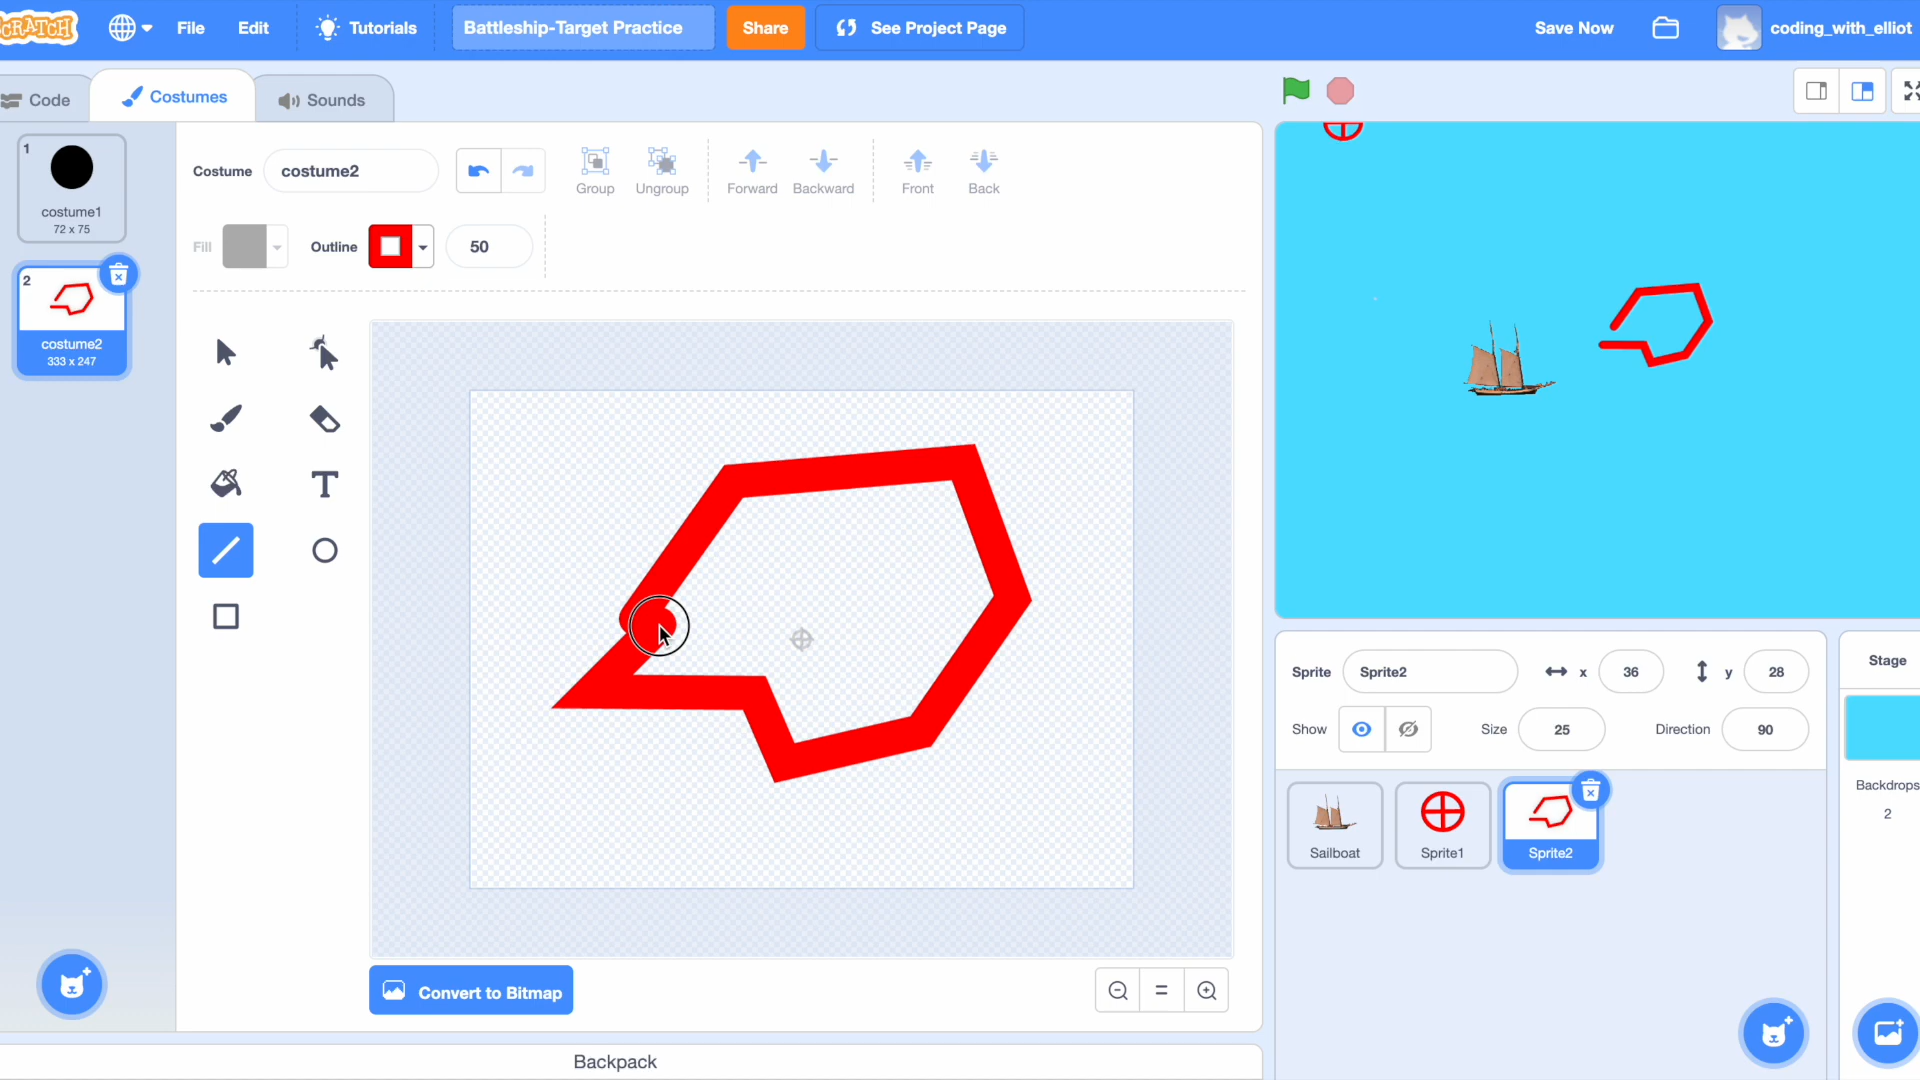 SCRATCH
File
Edit
Tutorials
Battleship-Target Practice
Share
See Project Page
Save Now
coding_with_elliot
Code
Costumes
Sounds
1
costume1
72 x 75
2
costume2
333 x 247
Costume
costume2
Group
Ungroup
Forward
Backward
Front
Back
Fill
Outline
50
T
Convert to Bitmap
=
Backpack
Sprite
Sprite2
x
36
y
28
Show
Size
25
Direction
90
Sailboat
Sprite1
Sprite2
Stage
Backdrops
2